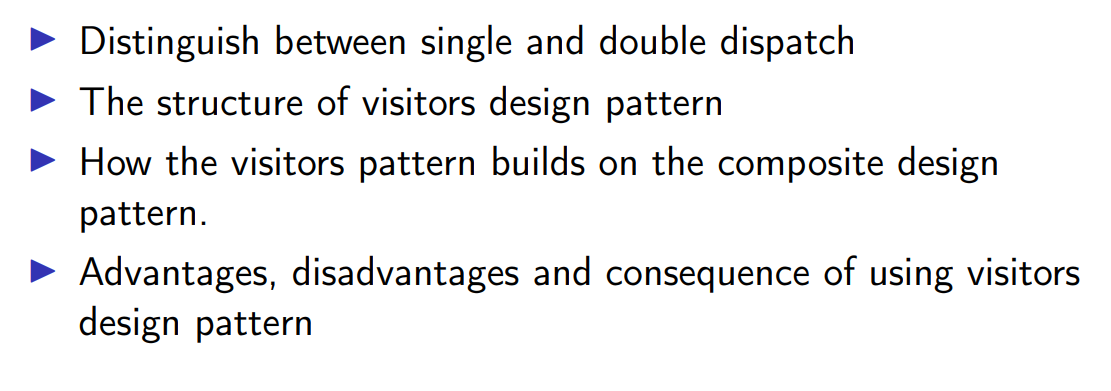 Distinguish between single and double dispatch
The structure of visitors design pattern
How the visitors pattern builds on the composite design
pattern.
Advantages, disadvantages and consequence of using visitors
design pattern